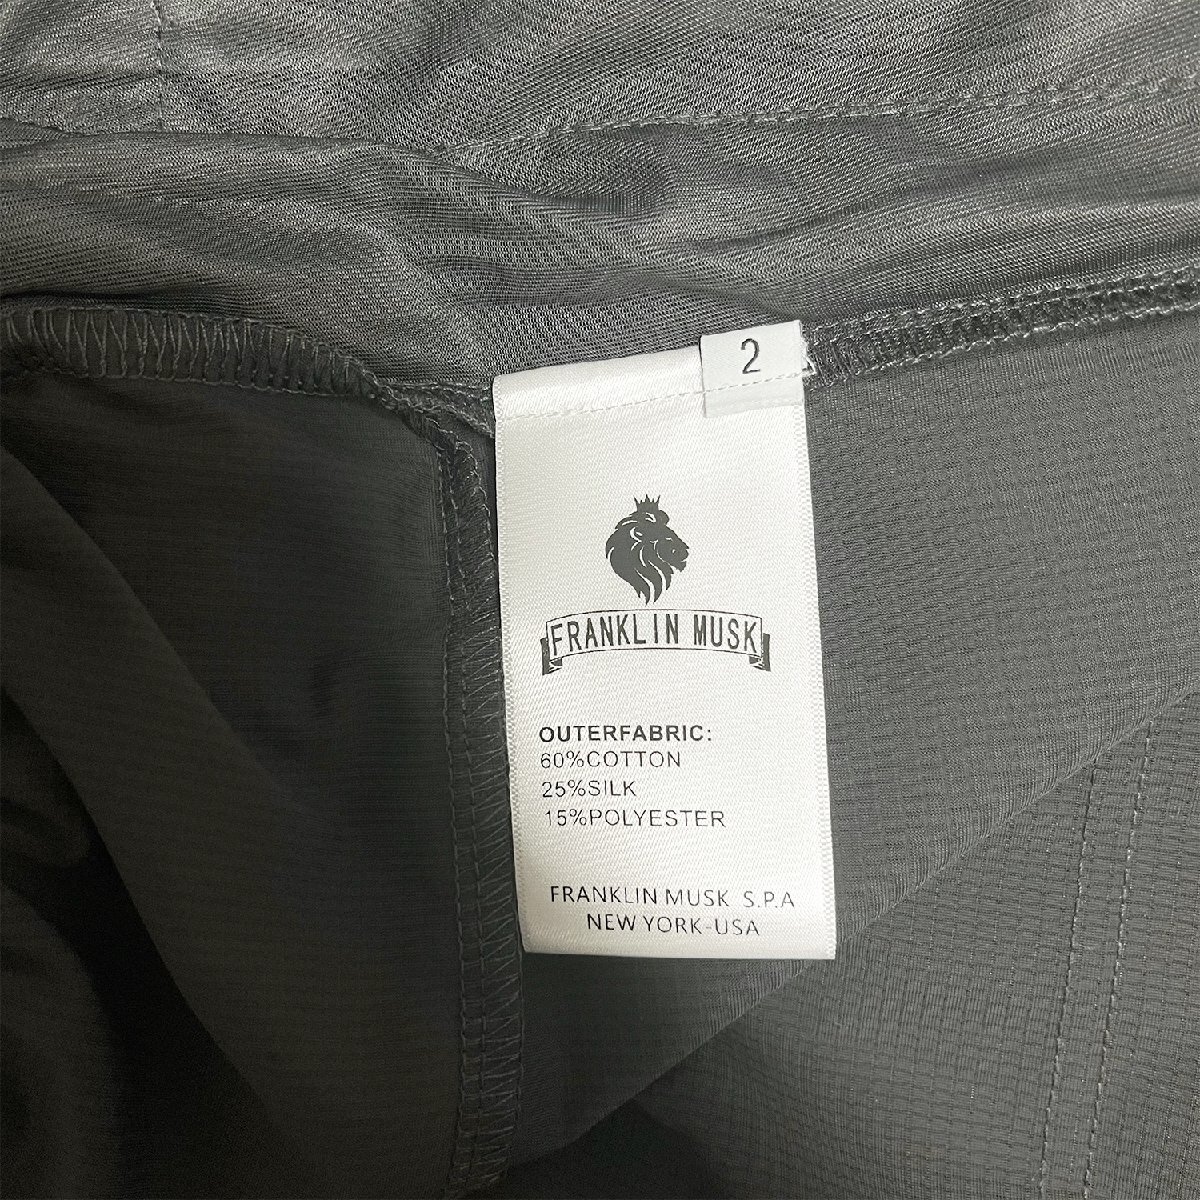 2
FRANKLIN MUSK
OUTERFABRIC:
60%COTTON
25%SILK
15%POLYESTER
FRANKLIN MUSK S.P.A
NEW YORK-USA